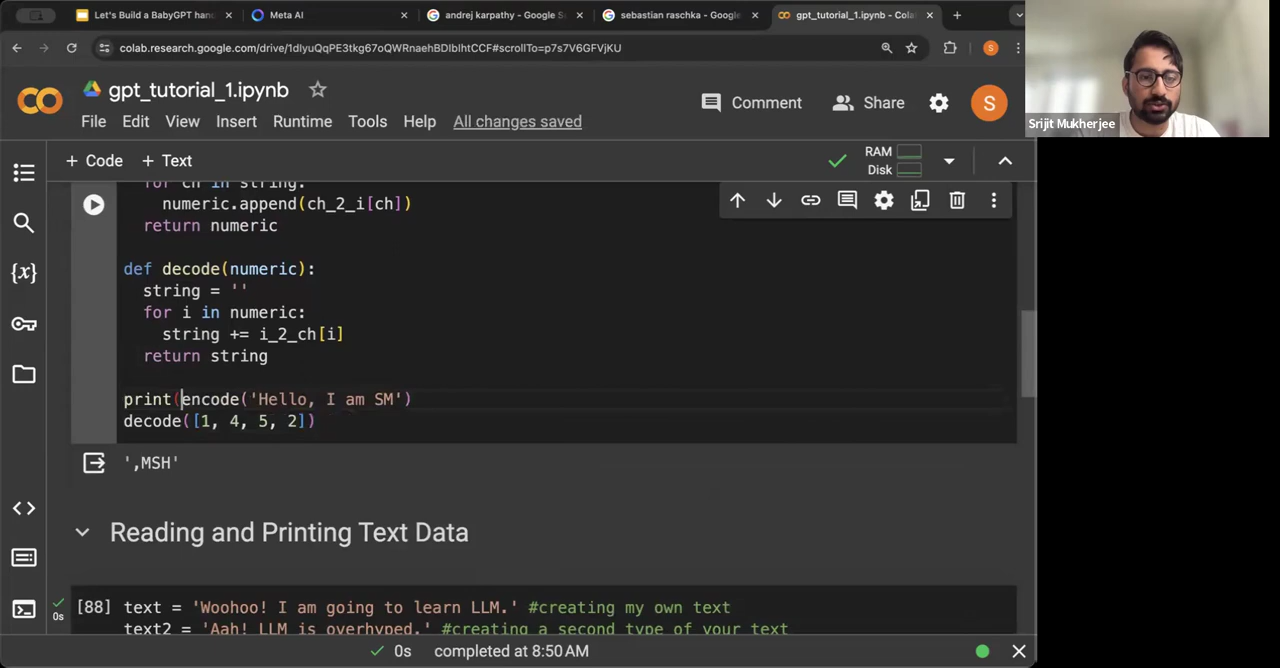 Let's Build a BabyGPT han
Meta AI
andrej karpathy - Google S
sebastian raschka - Google
gpt_tutorial_1.ipynb - Cola
colab.research.google.com/drive/1dIyuQqPE3tkg67oQWRnaehBDIbIhtCCF#scrollTo=p7s7V6GFVjKU
S
gpt_tutorial_1.ipynb
File Edit View Insert Runtime Tools Help All changes saved
Comment
Share
S
Srijit Mukherjee
+ Code + Text
RAM
Disk
for ch in string:
numeric.append(ch_2_i[ch])
return numeric
def decode(numeric):
string = ''
for i in numeric:
string += i_2_ch[i]
return string
print(encode('Hello, I am SM')
decode([1, 4, 5, 2])
',MSH'
Reading and Printing Text Data
[88] text = 'Woohoo! I am going to learn LLM.' #creating my own text
0s
text2 = 'Aah! LLM is overhyped.' #creating a second type of your text
0s completed at 8:50 AM